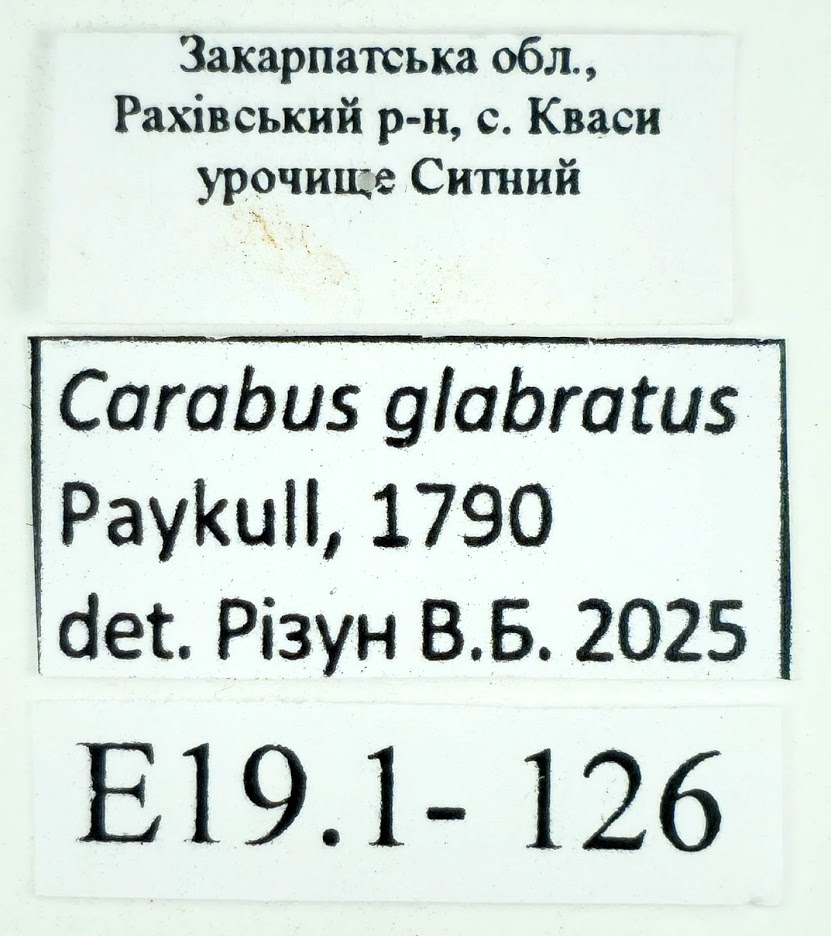 Закарпатська обл.,
Рахівський р-н, с. Кваси
урочище Ситний
Carabus glabratus
Paykull, 1790
det. Різун В.Б. 2025
E19.1- 126